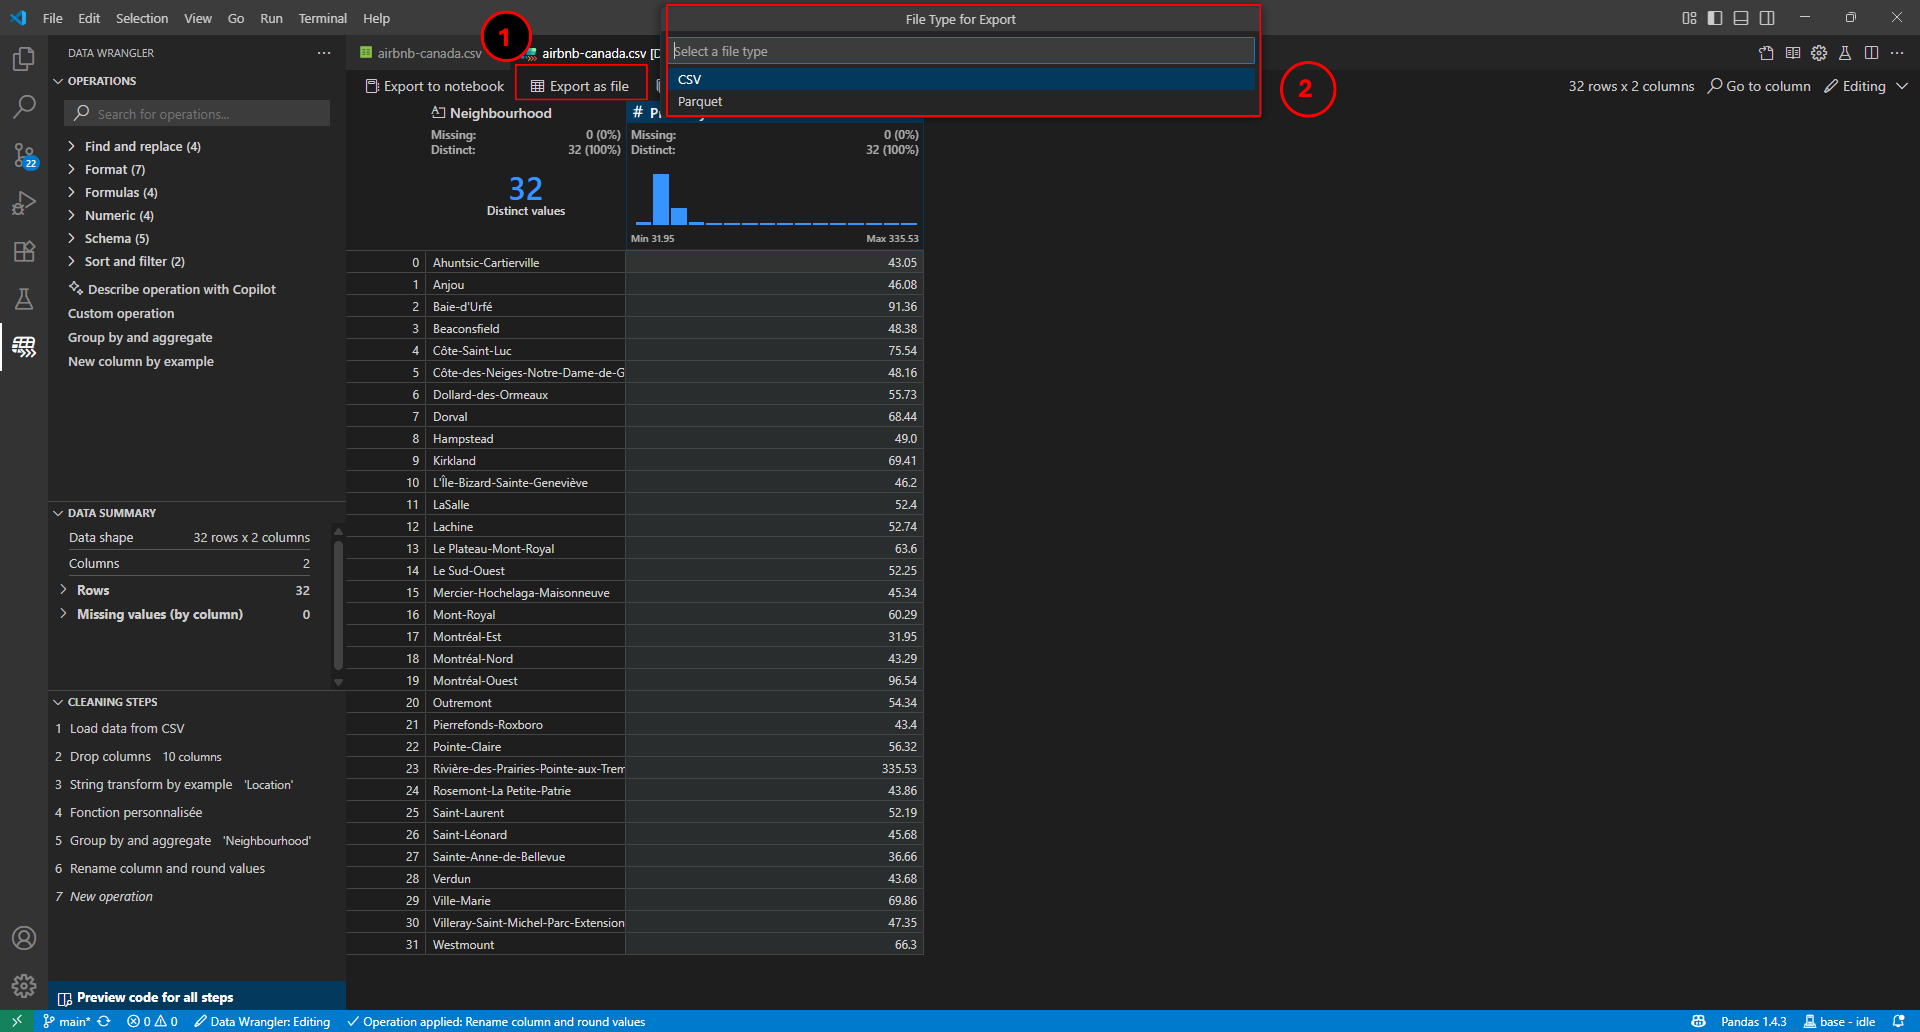 File Edit Selection View Go Run Terminal Help
File Type for Export
Select a file type
CSV
Parquet
1
2
DATA WRANGLER
airbnb-canada.csv
airbnb-canada.csv [D
Export to notebook
Export as file
32 rows x 2 columns
Go to column
Editing
OPERATIONS
Search for operations...
Find and replace (4)
Format (7)
Formulas (4)
Numeric (4)
Schema (5)
Sort and filter (2)
Describe operation with Copilot
Custom operation
Group by and aggregate
New column by example
22
Neighbourhood
Missing: 0 (0%)
Distinct: 32 (100%)
32
Distinct values
#
Missing: 0 (0%)
Distinct: 32 (100%)
Min 31.95 Max 335.53
0 Ahuntsic-Cartierville 43.05
1 Anjou 46.08
2 Baie-d'Urfé 91.36
3 Beaconsfield 48.38
4 Côte-Saint-Luc 75.54
5 Côte-des-Neiges-Notre-Dame-de-G 48.16
6 Dollard-des-Ormeaux 55.73
7 Dorval 68.44
8 Hampstead 49.0
9 Kirkland 69.41
10 L'Île-Bizard-Sainte-Geneviève 46.2
11 LaSalle 52.4
12 Lachine 52.74
13 Le Plateau-Mont-Royal 63.6
14 Le Sud-Ouest 52.25
15 Mercier-Hochelaga-Maisonneuve 45.34
16 Mont-Royal 60.29
17 Montréal-Est 31.95
18 Montréal-Nord 43.29
19 Montréal-Ouest 96.54
20 Outremont 54.34
21 Pierrefonds-Roxboro 43.4
22 Pointe-Claire 56.32
23 Rivière-des-Prairies-Pointe-aux-Trem 335.53
24 Rosemont-La Petite-Patrie 43.86
25 Saint-Laurent 52.19
26 Saint-Léonard 45.68
27 Sainte-Anne-de-Bellevue 36.66
28 Verdun 43.68
29 Ville-Marie 69.86
30 Villeray-Saint-Michel-Parc-Extension 47.35
31 Westmount 66.3
DATA SUMMARY
Data shape 32 rows x 2 columns
Columns 2
Rows 32
Missing values (by column) 0
CLEANING STEPS
1 Load data from CSV
2 Drop columns 10 columns
3 String transform by example 'Location'
4 Fonction personnalisée
5 Group by and aggregate 'Neighbourhood'
6 Rename column and round values
7 New operation
Preview code for all steps
main* 0 0 Data Wrangler: Editing Operation applied: Rename column and round values Pandas 1.4.3 base - idle